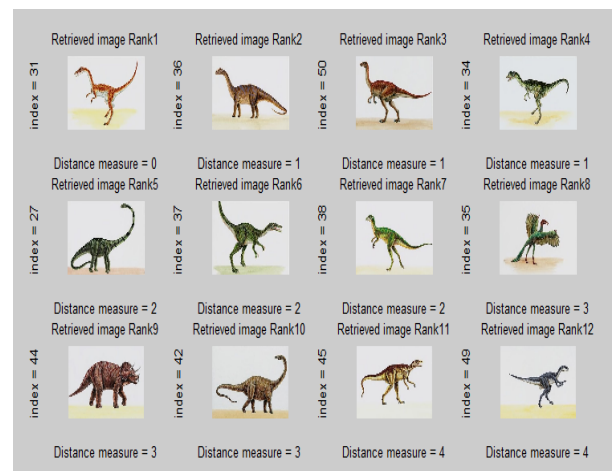 Retrieved image Rank1
Retrieved image Rank2
Retrieved image Rank3
Retrieved image Rank4
index = 31
index = 36
index = 50
index = 34
Distance measure = 0
Distance measure = 1
Distance measure = 1
Distance measure = 1
Retrieved image Rank5
Retrieved image Rank6
Retrieved image Rank7
Retrieved image Rank8
index = 27
index = 37
index = 38
index = 35
Distance measure = 2
Distance measure = 2
Distance measure = 2
Distance measure = 3
Retrieved image Rank9
Retrieved image Rank10
Retrieved image Rank11
Retrieved image Rank12
index = 44
index = 42
index = 45
index = 49
Distance measure = 3
Distance measure = 3
Distance measure = 4
Distance measure = 4